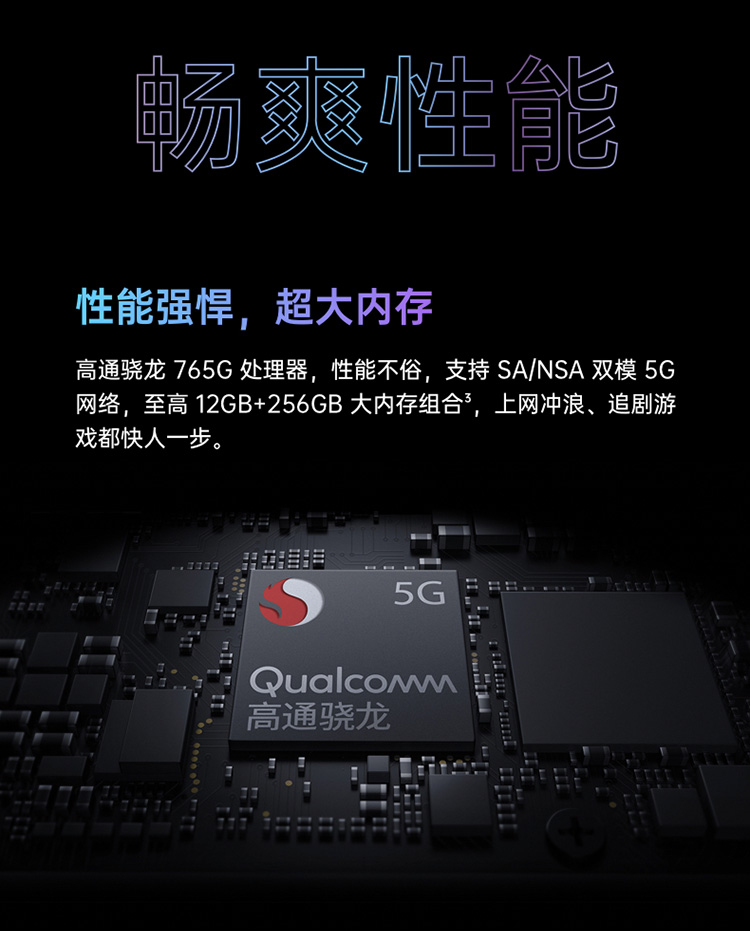 畅爽性能
性能强悍，超大内存
高通骁龙 765G 处理器，性能不俗，支持 SA/NSA 双模 5G
网络，至高 12GB+256GB 大内存组合³，上网冲浪、追剧游
戏都快人一步。
5G
Qualcomm
高通骁龙